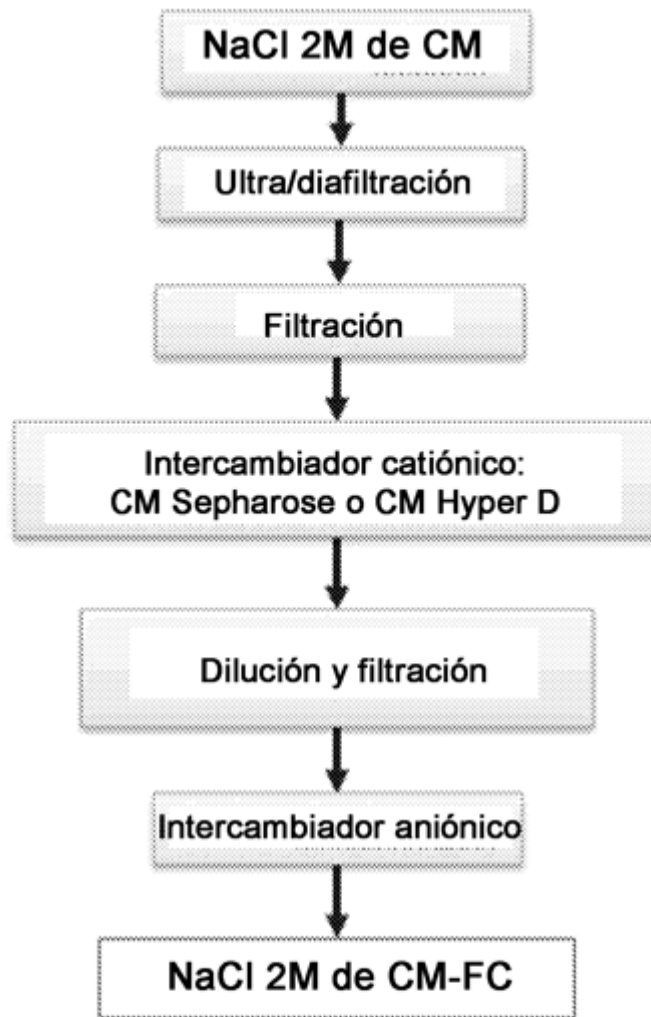 NaCl 2M de CM
Ultra/diafiltración
Filtración
Intercambiador catiónico:
CM Sepharose o CM Hyper D
Dilución y filtración
Intercambiador aniónico
NaCl 2M de CM-FC